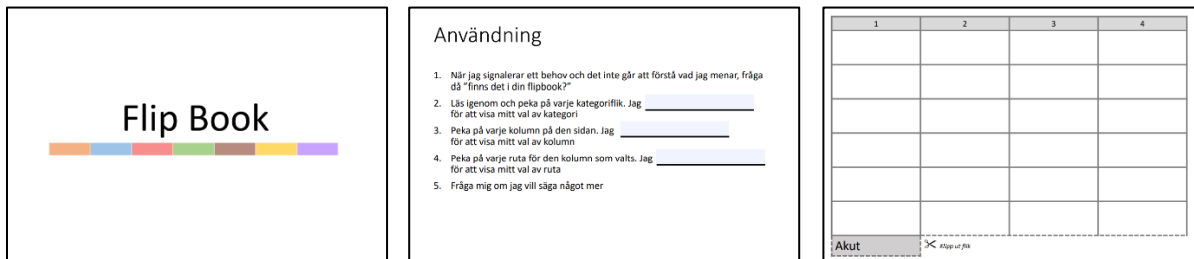 Flip Book
Användning
1. När jag signalerar ett behov och det inte går att förstå vad jag menar, fråga
då "finns det i din flipbook?"
2. Läs igenom och peka på varje kategoriflik. Jag
för att visa mitt val av kategori
3. Peka på varje kolumn på den sidan. Jag
för att visa mitt val av kolumn
4. Peka på varje ruta för den kolumn som valts. Jag
för att visa mitt val av ruta
5. Fråga mig om jag vill säga något mer
1 2 3 4
Akut
Klipp ut flik